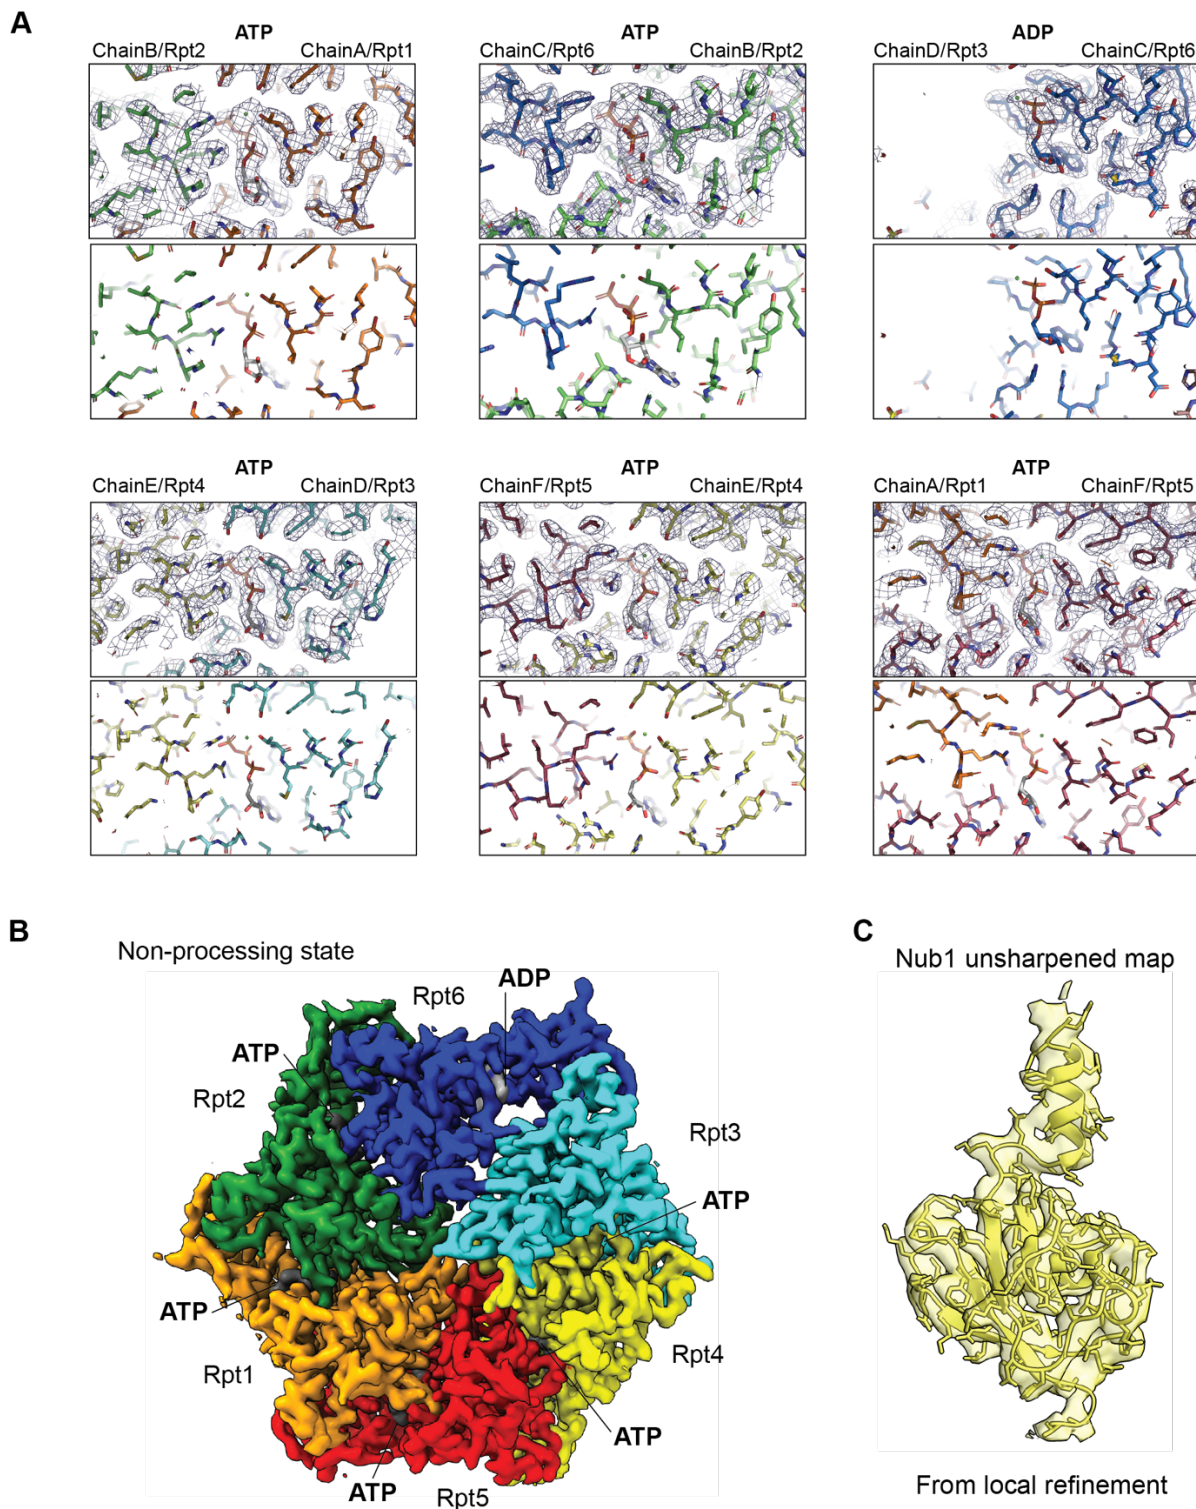 A
ATP
ChainB/Rpt2 ChainA/Rpt1
ATP
ChainC/Rpt6 ChainB/Rpt2
ADP
ChainD/Rpt3 ChainC/Rpt6
ATP
ChainE/Rpt4 ChainD/Rpt3
ATP
ChainF/Rpt5 ChainE/Rpt4
ATP
ChainA/Rpt1 ChainF/Rpt5
B
Non-processing state
Rpt6
ADP
ATP
Rpt2
Rpt3
ATP
ATP
Rpt1
Rpt4
ATP
ATP
Rpt5
C
Nub1 unsharpened map
From local refinement